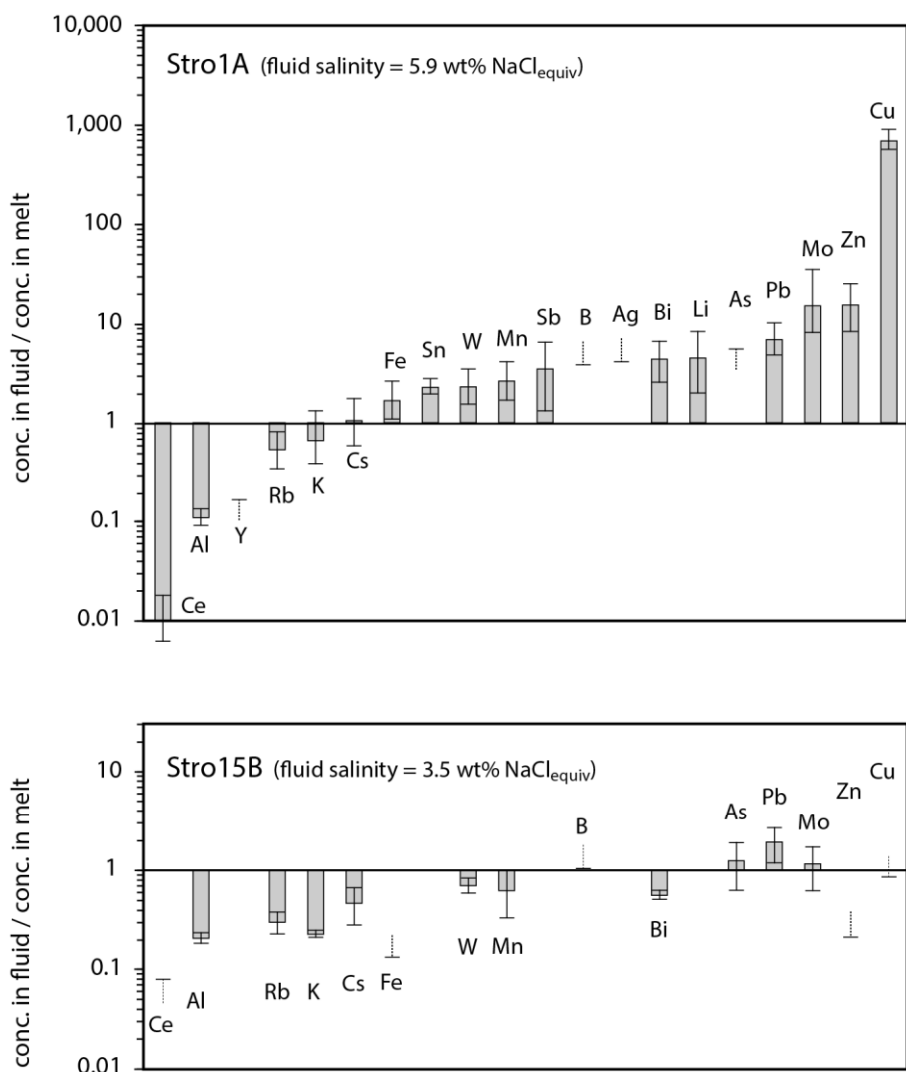 10,000
Stro1A (fluid salinity = 5.9 wt% NaClequiv)
1,000
Cu
100
Zn
Mo
10
Fe Sn W Mn Sb B Ag Bi Li As Pb
1
Rb K Cs
0.1
Al Y
0.01
Ce
conc. in fluid / conc. in melt
Stro15B (fluid salinity = 3.5 wt% NaClequiv)
10
Cu
Zn
As Pb Mo
B
1
W Mn Bi
0.1
Al Rb K Cs Fe
Ce
0.01
conc. in fluid / conc. in melt